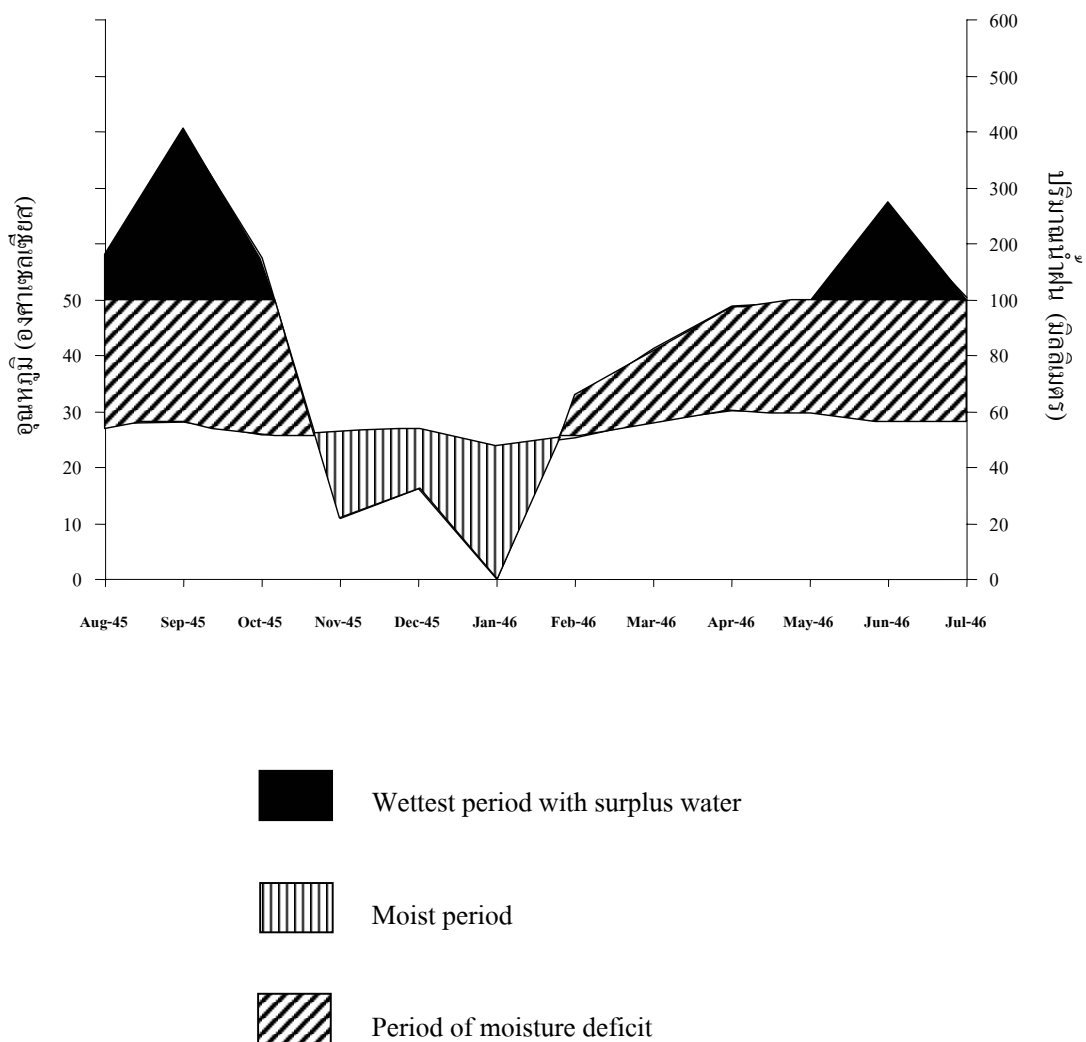 600
500
400
300
200
50 100
40 80
30 60
20 40
10 20
0 0
อุณหภูมิ (องศาเซลเซียส)
ปริมาณน้ำฝน (มิลลิเมตร)
Aug-45 Sep-45 Oct-45 Nov-45 Dec-45 Jan-46 Feb-46 Mar-46 Apr-46 May-46 Jun-46 Jul-46
Wettest period with surplus water
Moist period
Period of moisture deficit